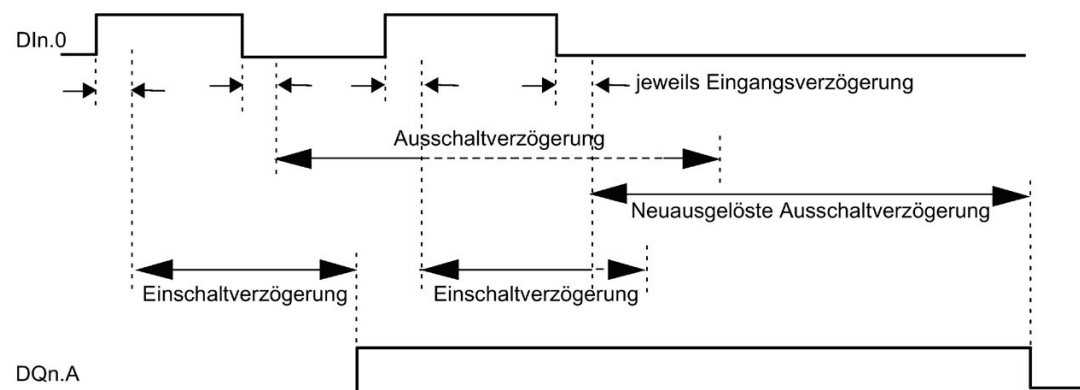 DIn.0
jeweils Eingangsverzögerung
Ausschaltverzögerung
Neuausgelöste Ausschaltverzögerung
Einschaltverzögerung
Einschaltverzögerung
DQn.A